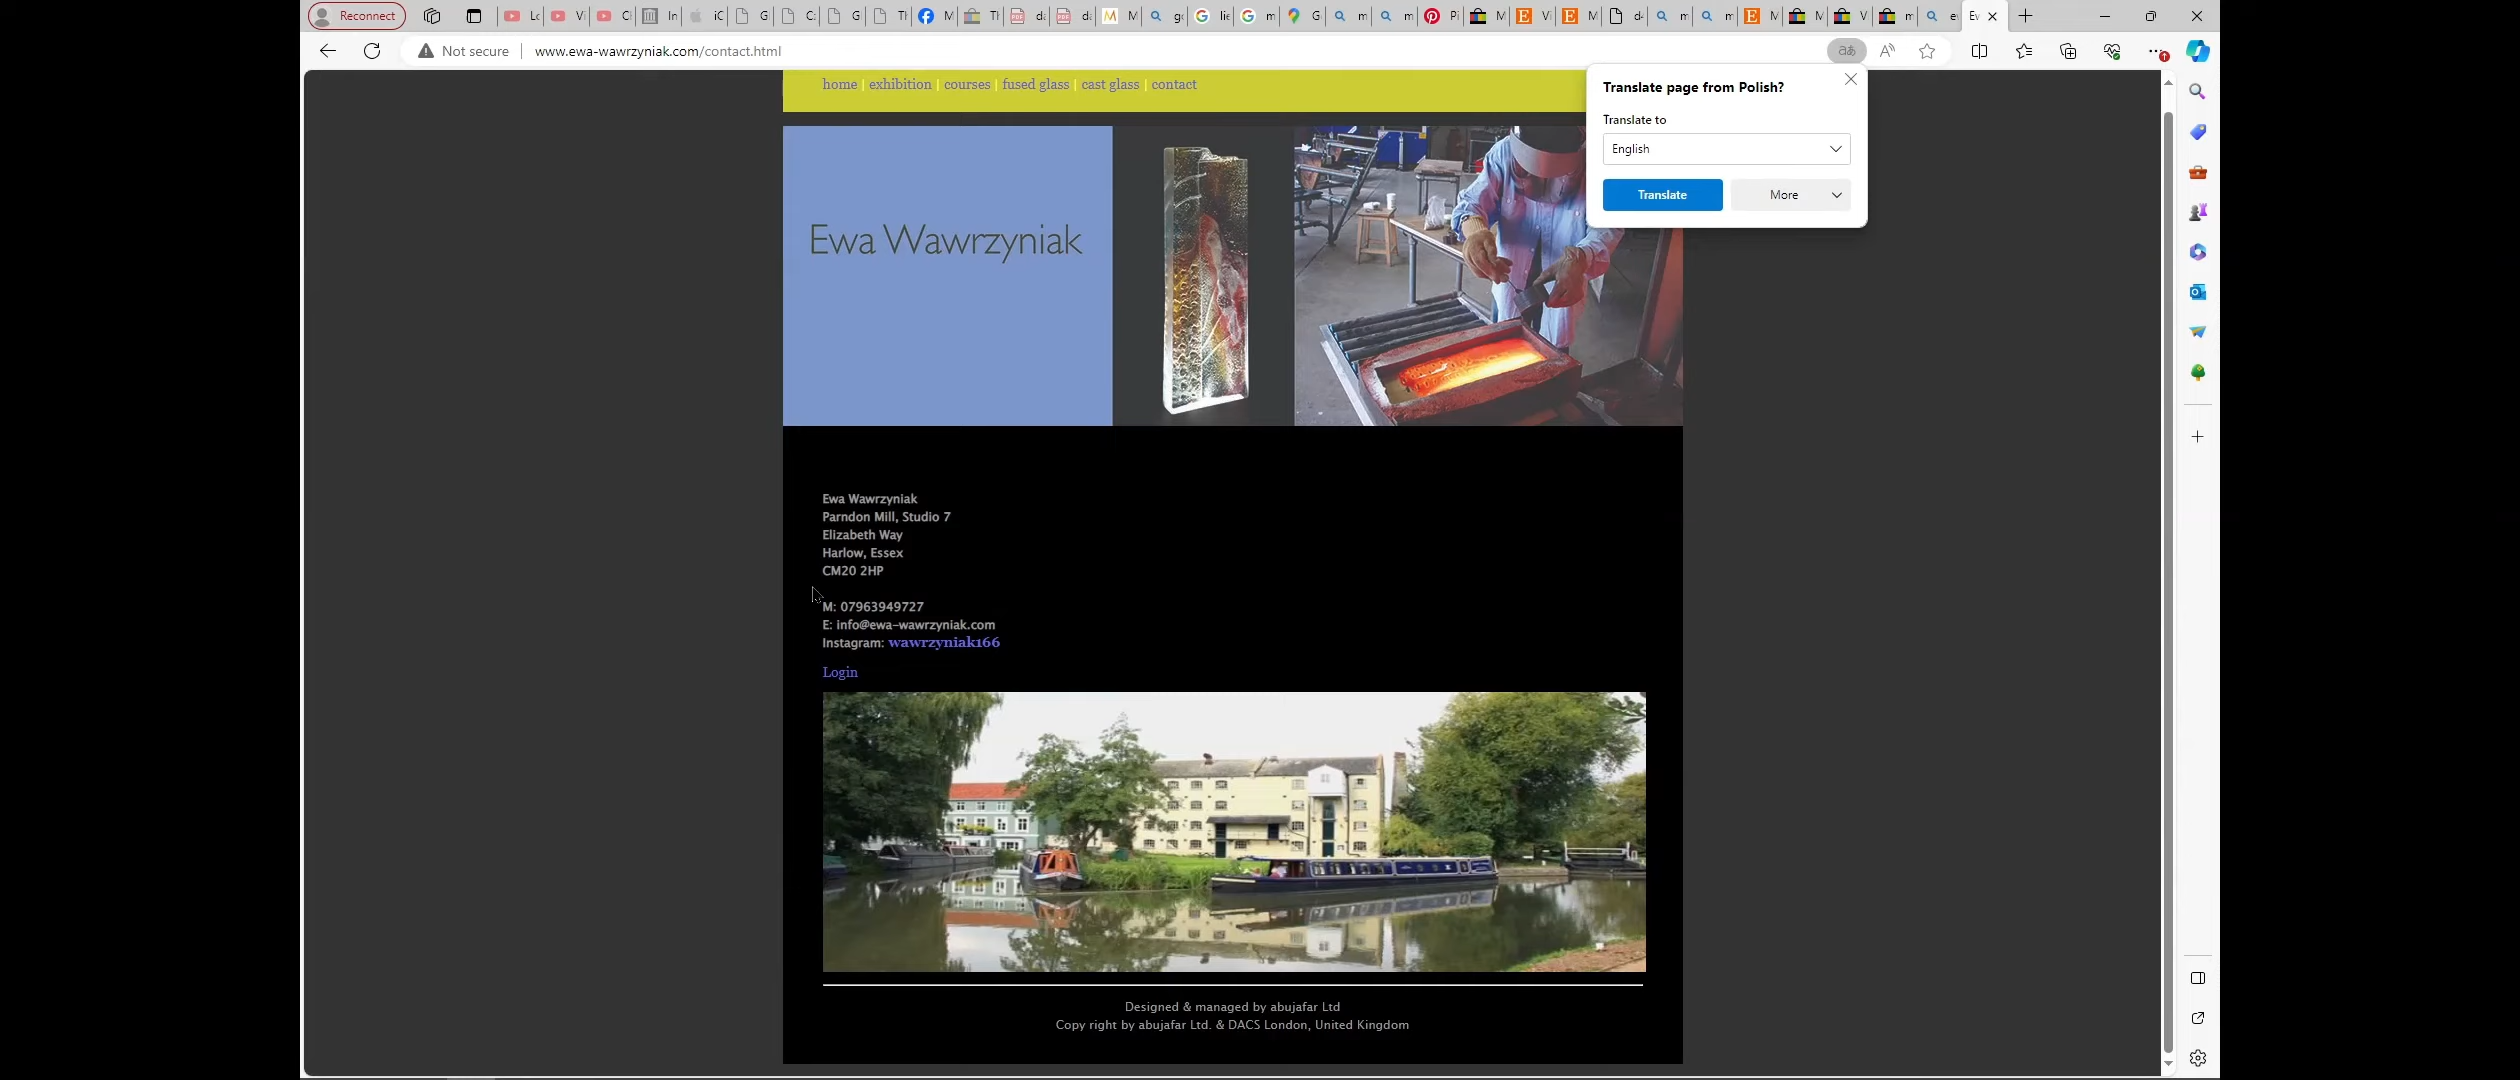 Reconnect
Not secure
www.ewa-wawrzyniak.com/contact.html
home | exhibition | courses | fused glass | cast glass | contact
Translate page from Polish?
Translate to
English
Translate
More
Ewa Wawrzyniak
Ewa Wawrzyniak
Parndon Mill, Studio 7
Elizabeth Way
Harlow, Essex
CM20 2HP
M: 07963949727
E: info@ewa-wawrzyniak.com
Instagram: wawrzyniak166
Login
Designed & managed by abujafar Ltd
Copy right by abujafar Ltd. & DACS London, United Kingdom